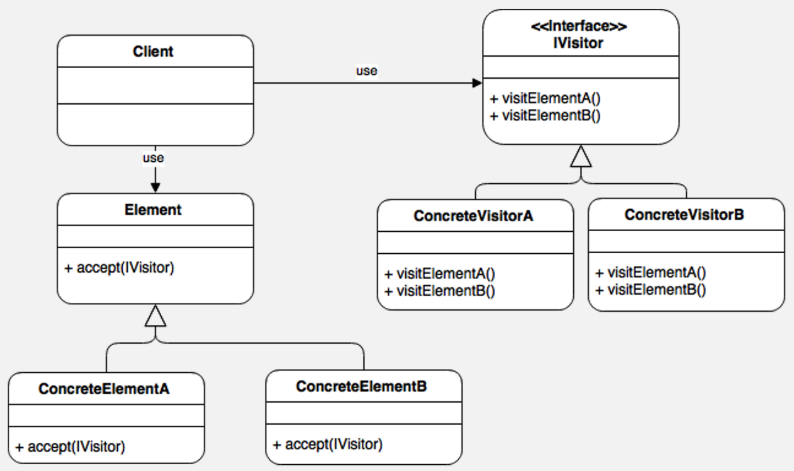 Client
use
<<Interface>>
IVisitor
+ visitElementA()
+ visitElementB()
use
Element
+ accept(IVisitor)
ConcreteVisitorA
+ visitElementA()
+ visitElementB()
ConcreteVisitorB
+ visitElementA()
+ visitElementB()
ConcreteElementA
+ accept(IVisitor)
ConcreteElementB
+ accept(IVisitor)